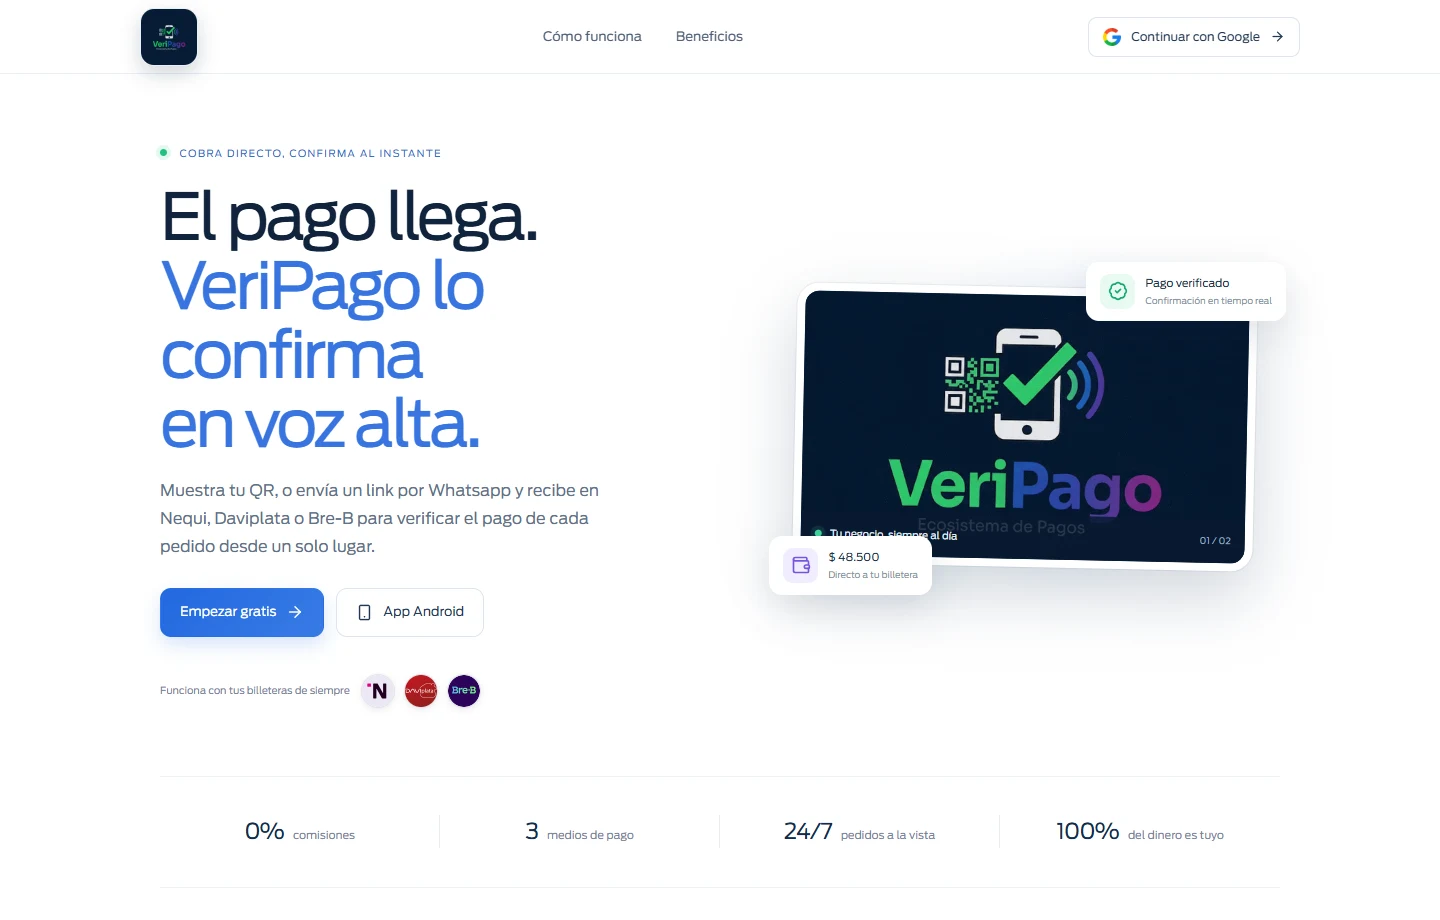 VeriPago
Cómo funciona
Beneficios
Continuar con Google
COBRA DIRECTO, CONFIRMA AL INSTANTE
El pago llega.
VeriPago lo
confirma
en voz alta.
Muestra tu QR, o envía un link por Whatsapp y recibe en
Nequi, Daviplata o Bre-B para verificar el pago de cada
pedido desde un solo lugar.
Empezar gratis
App Android
Funciona con tus billeteras de siempre
N
DAVIplata
Bre-B
Pago verificado
Confirmación en tiempo real
VeriPago
Ecosistema de Pagos
Tu negocio, siempre al día
01 / 02
$ 48.500
Directo a tu billetera
0% comisiones
3 medios de pago
24/7 pedidos a la vista
100% del dinero es tuyo